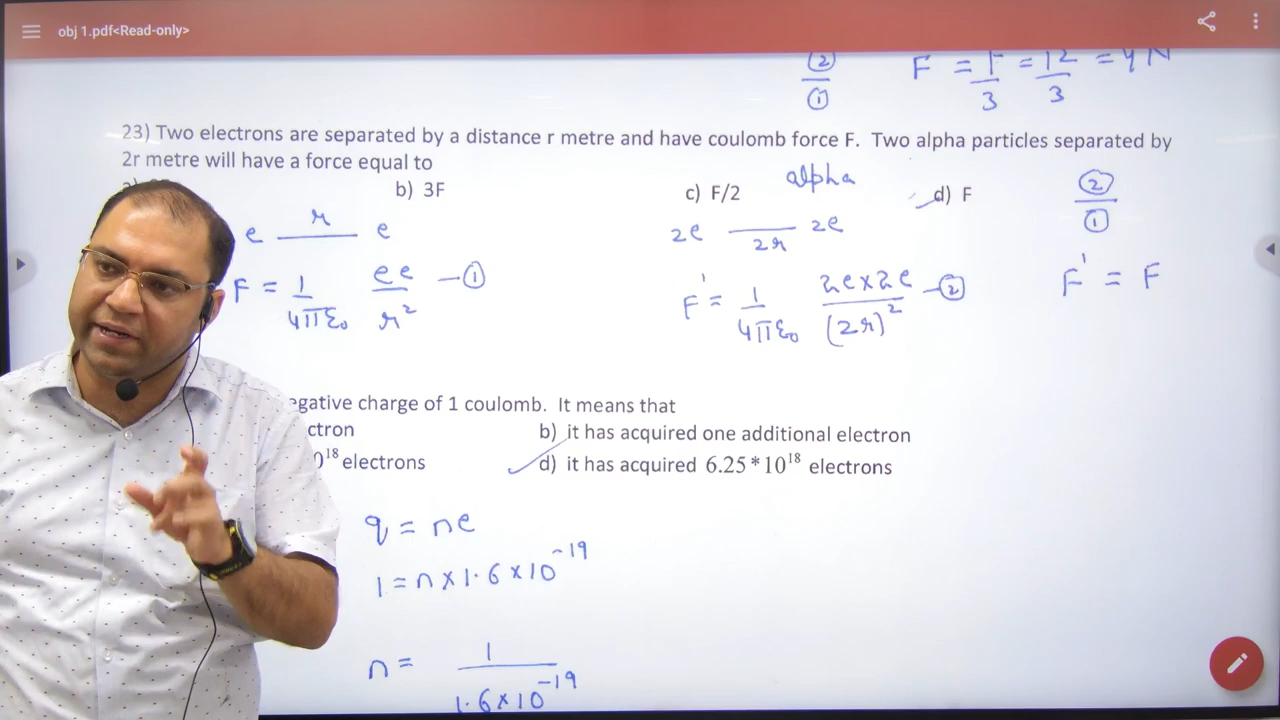 obj 1.pdf<Read-only>
② / ① F = F/3 = 12/3 = 4N
23) Two electrons are separated by a distance r metre and have coulomb force F. Two alpha particles separated by
2r metre will have a force equal to
b) 3F c) F/2 alpha d) F ② / ①
e r e 2e 2r 2e
F = 1/4πε₀ ee/r² —① F' = 1/4πε₀ 2e×2e/(2r)² —② F' = F
egative charge of 1 coulomb. It means that
ctron b) it has acquired one additional electron
0¹⁸ electrons d) it has acquired 6.25*10¹⁸ electrons
q = ne
1 = n×1.6×10⁻¹⁹
n = 1/1.6×10⁻¹⁹